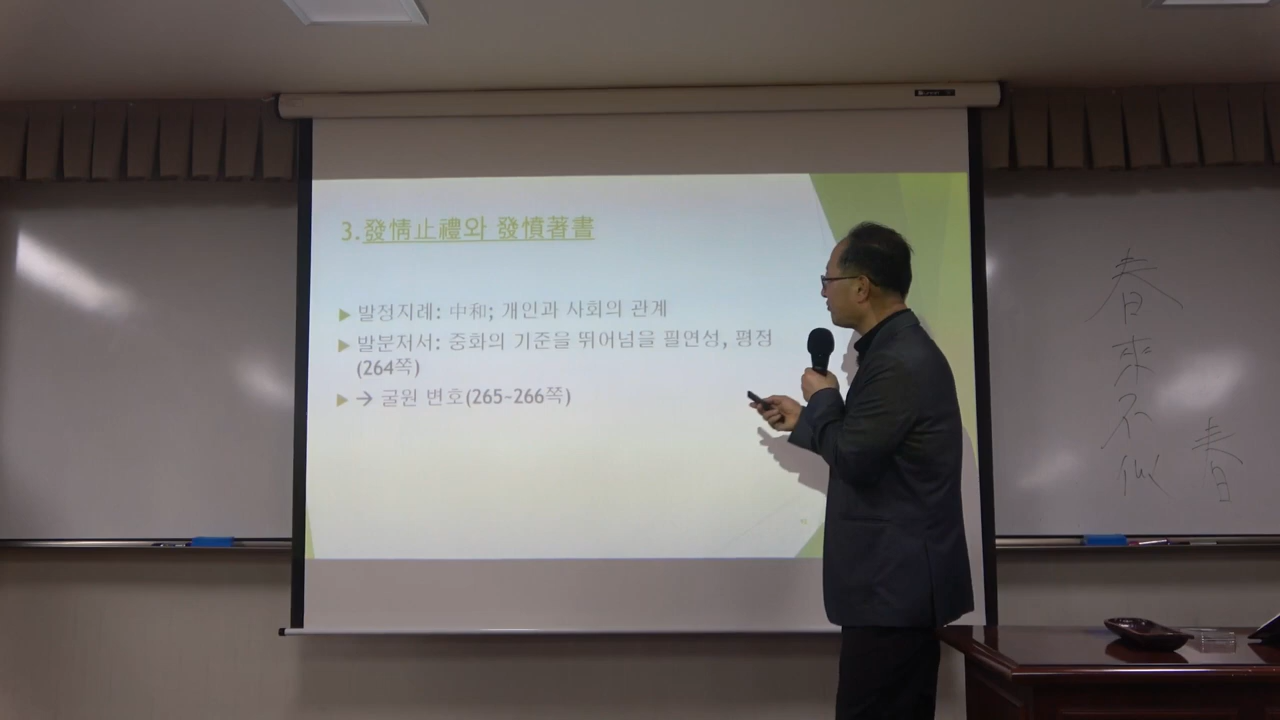 3.發情止禮와 發憤著書
발정지례: 中和; 개인과 사회의 관계
발분저서: 중화의 기준을 뛰어넘을 필연성, 평정
(264쪽)
→ 굴원 변호(265~266쪽)
春來不似
春